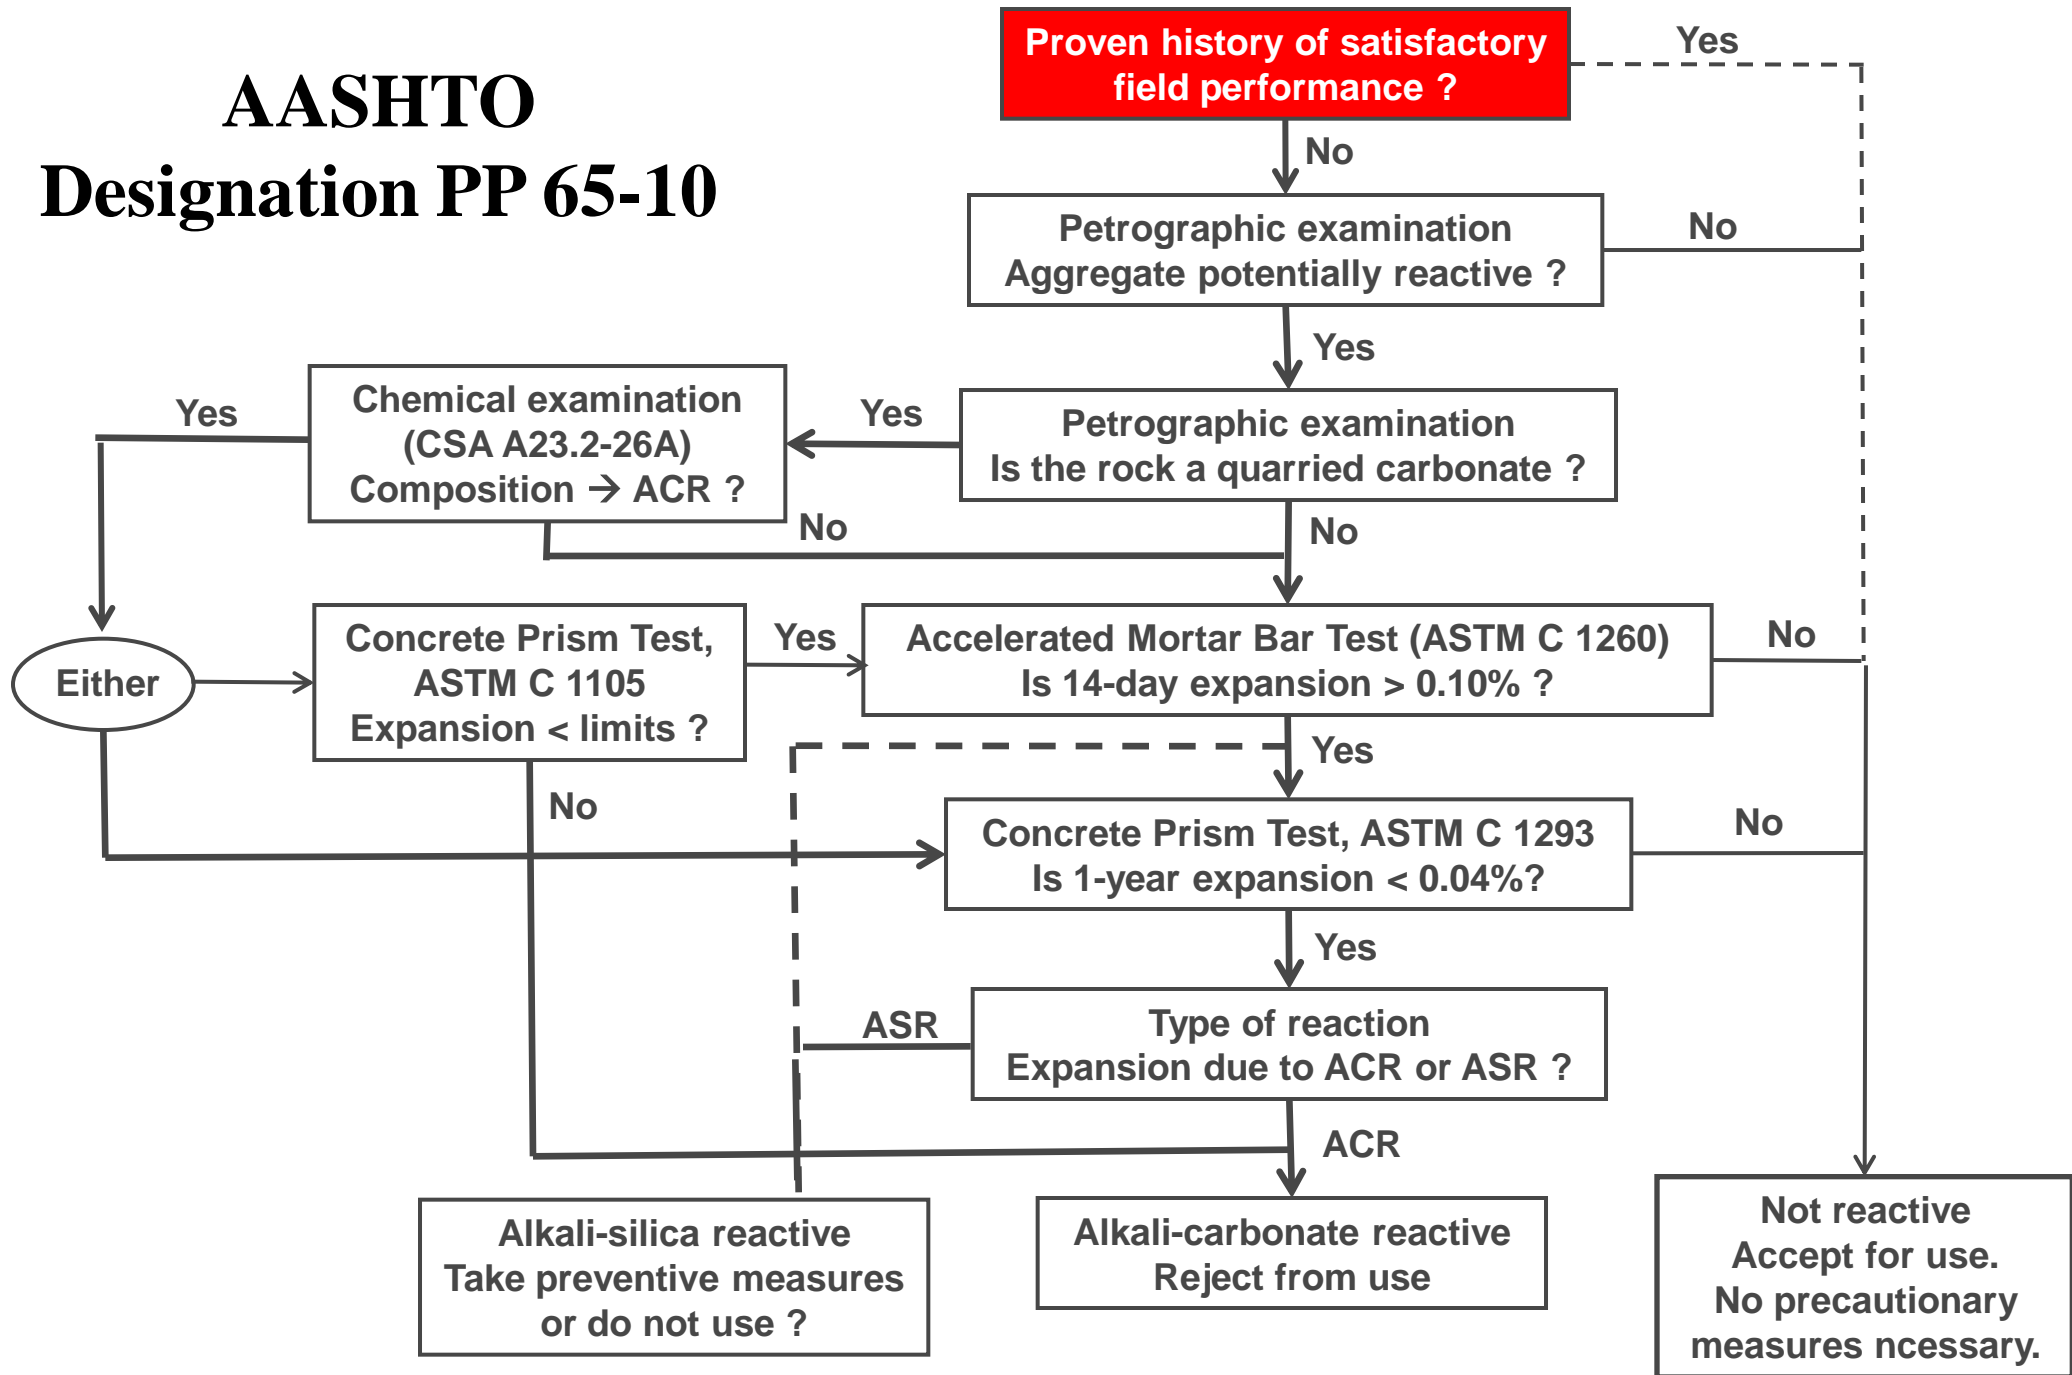 AASHTO
Designation PP 65-10
Proven history of satisfactory
field performance ?
Yes
No
Petrographic examination
Aggregate potentially reactive ?
No
Yes
Petrographic examination
Is the rock a quarried carbonate ?
Yes
Chemical examination
(CSA A23.2-26A)
Composition → ACR ?
Yes
No
No
Either
Concrete Prism Test,
ASTM C 1105
Expansion < limits ?
Yes
No
Accelerated Mortar Bar Test (ASTM C 1260)
Is 14-day expansion > 0.10% ?
No
Yes
Concrete Prism Test, ASTM C 1293
Is 1-year expansion < 0.04%?
No
Yes
Type of reaction
Expansion due to ACR or ASR ?
ASR
ACR
Alkali-silica reactive
Take preventive measures
or do not use ?
Alkali-carbonate reactive
Reject from use
Not reactive
Accept for use.
No precautionary
measures ncessary.